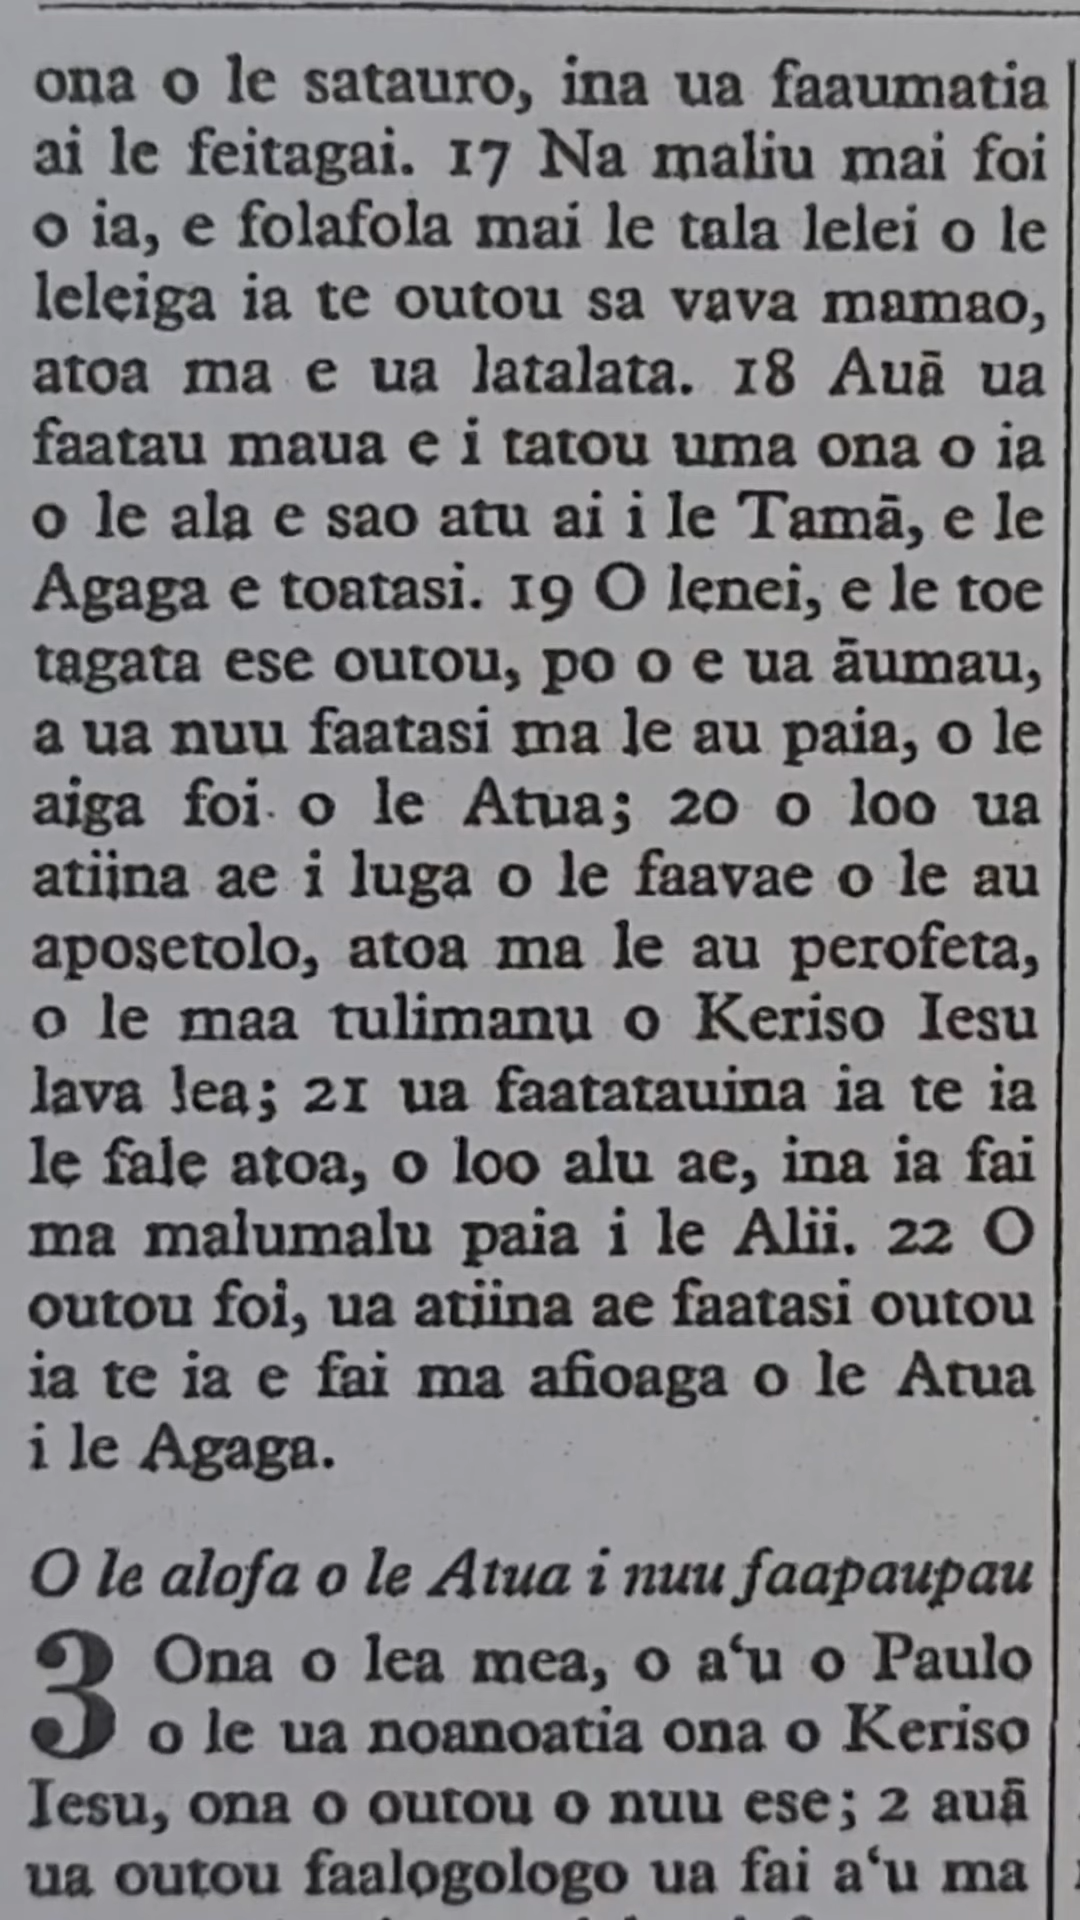 ona o le satauro, ina ua faaumatia
ai le feitagai. 17 Na maliu mai foi
o ia, e folafola mai le tala lelei o le
leleiga ia te outou sa vava mamao,
atoa ma e ua latalata. 18 Auā ua
faatau maua e i tatou uma ona o ia
o le ala e sao atu ai i le Tamā, e le
Agaga e toatasi. 19 O lenei, e le toe
tagata ese outou, po o e ua āumau,
a ua nuu faatasi ma le au paia, o le
aiga foi o le Atua; 20 o loo ua
atiina ae i luga o le faavae o le au
aposetolo, atoa ma le au perofeta,
o le maa tulimanu o Keriso Iesu
lava lea; 21 ua faatatauina ia te ia
le fale atoa, o loo alu ae, ina ia fai
ma malumalu paia i le Alii. 22 O
outou foi, ua atiina ae faatasi outou
ia te ia e fai ma afioaga o le Atua
i le Agaga.
O le alofa o le Atua i nuu faapaupau
3 Ona o lea mea, o a‘u o Paulo
o le ua noanoatia ona o Keriso
Iesu, ona o outou o nuu ese; 2 auā
ua outou faalogologo ua fai a‘u ma